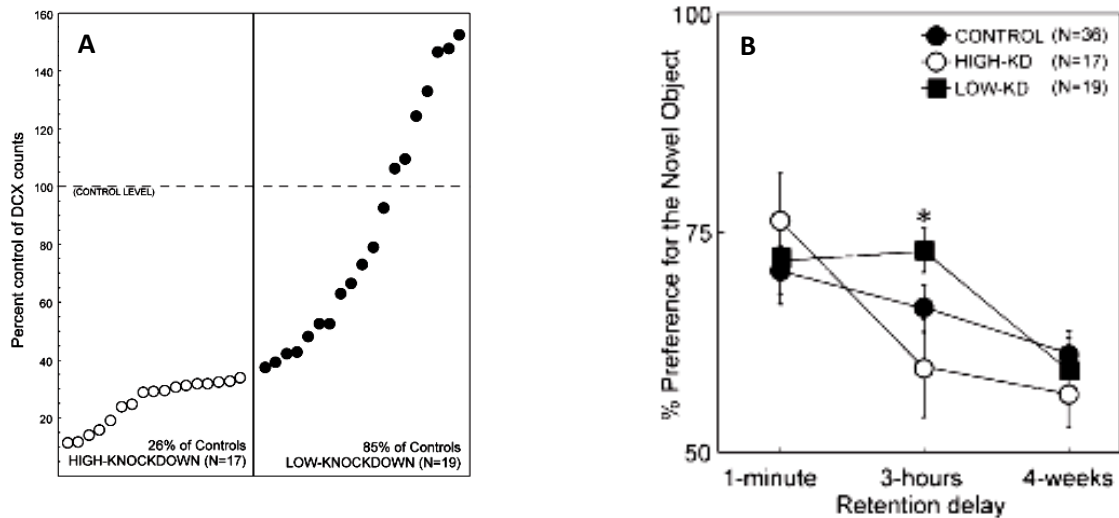 A
Percent control of DCX counts
160
140
120
100
80
60
40
20
(CONTROL LEVEL)
26% of Controls
HIGH-KNOCKDOWN (N=17)
85% of Controls
LOW-KNOCKDOWN (N=19)
B
% Preference for the Novel Object
100
75
50
CONTROL (N=36)
HIGH-KD (N=17)
LOW-KD (N=19)
*
1-minute 3-hours 4-weeks
Retention delay